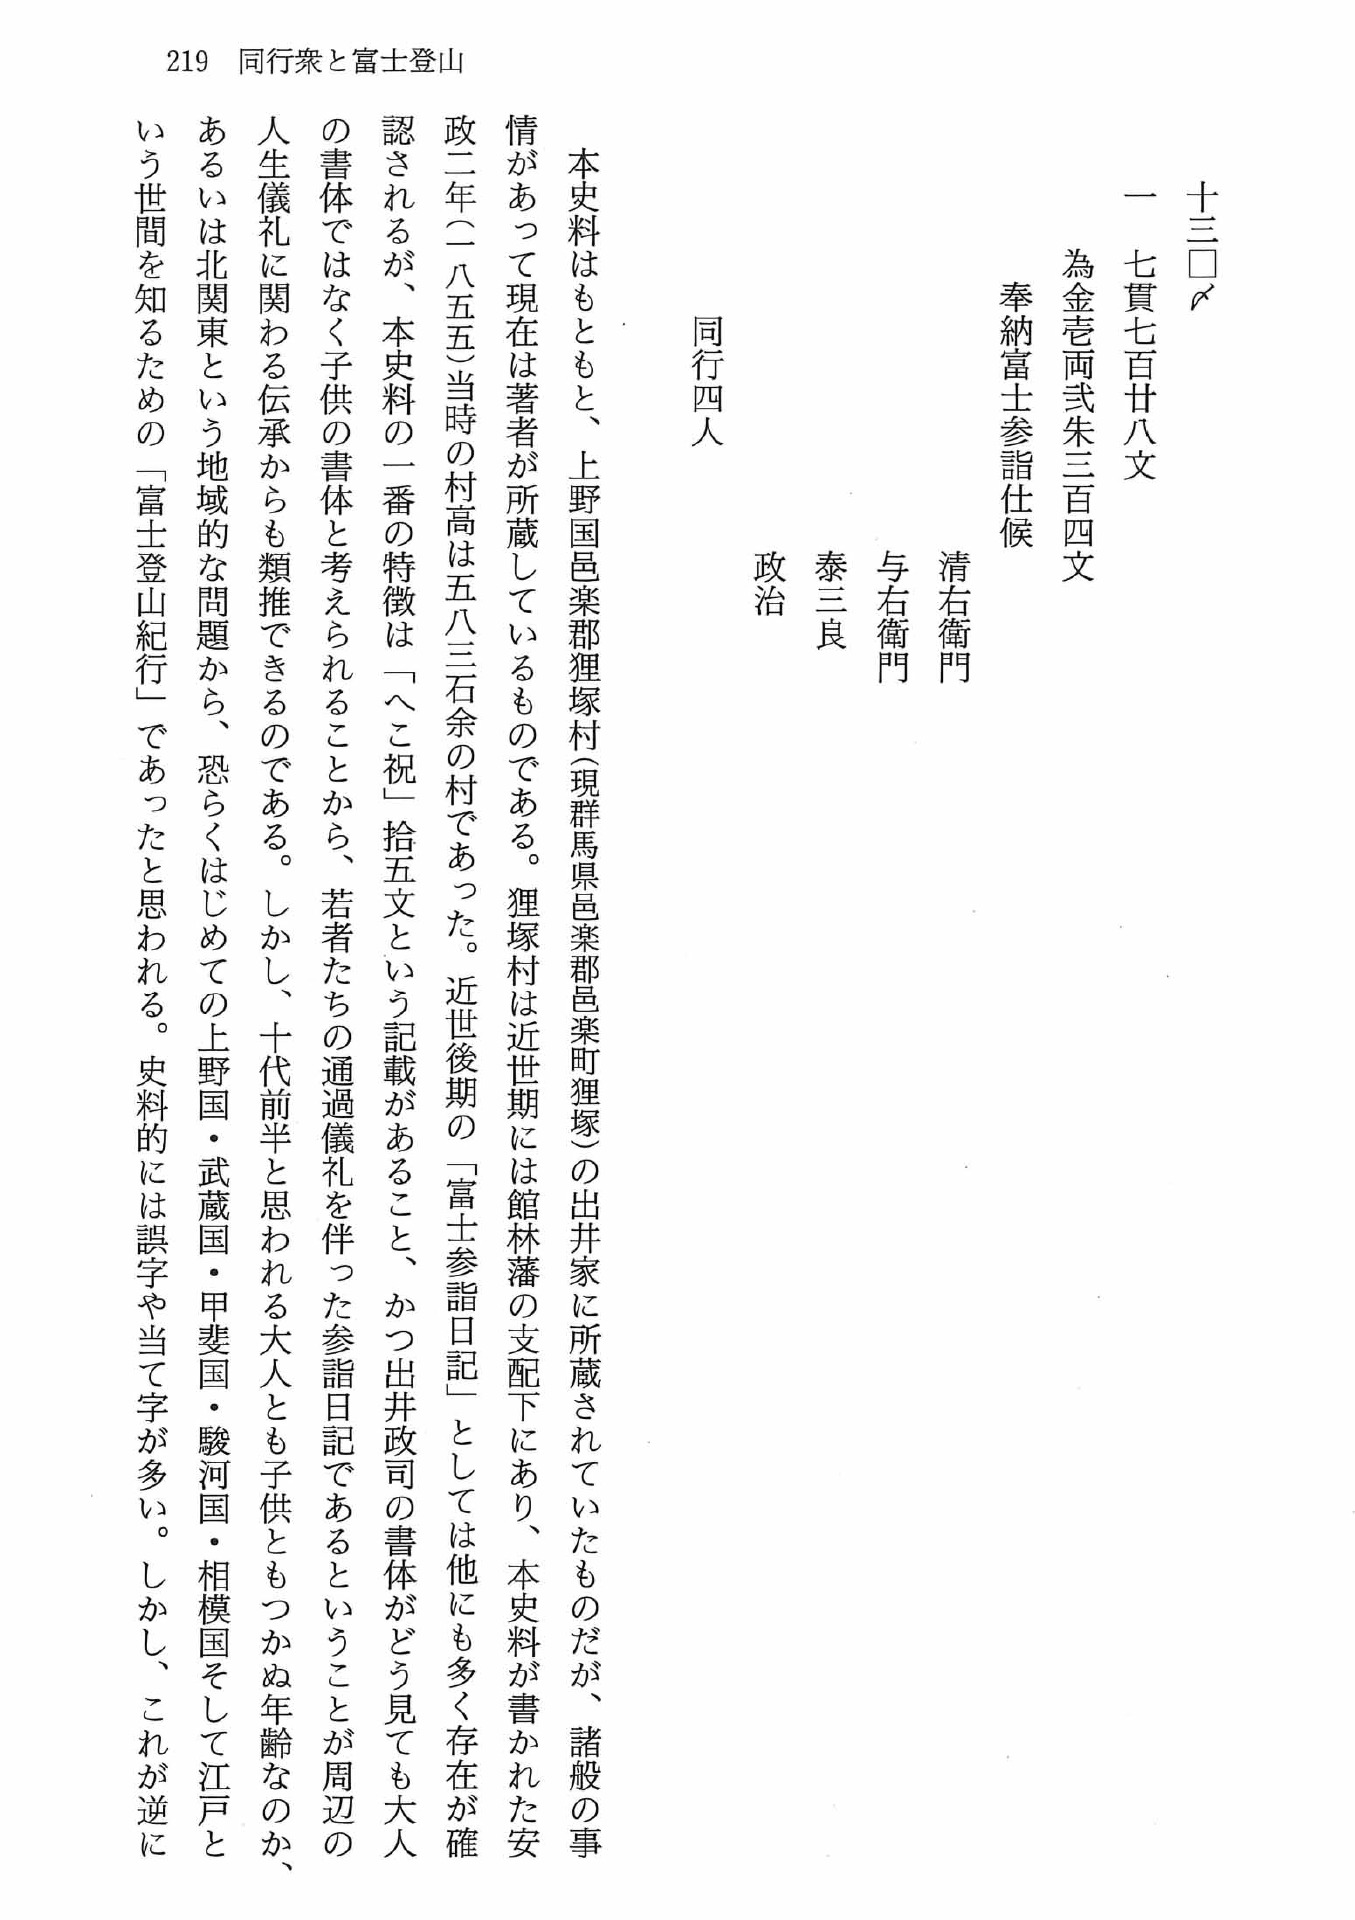 219　同行衆と富士登山
十三□〆
一　七貫七百廿八文
為金壱両弐朱三百四文
奉納富士参詣仕候
清右衛門
与右衛門
泰三良
政治
同行四人
本史料はもともと、上野国邑楽郡狸塚村（現群馬県邑楽郡邑楽町狸塚）の出井家に所蔵されていたものだが、諸般の事
情があって現在は著者が所蔵しているものである。狸塚村は近世期には館林藩の支配下にあり、本史料が書かれた安
政二年（一八五五）当時の村高は五八三石余の村であった。近世後期の「富士参詣日記」としては他にも多く存在が確
認されるが、本史料の一番の特徴は「へこ祝」拾五文という記載があること、かつ出井政司の書体がどう見ても大人
の書体ではなく子供の書体と考えられることから、若者たちの通過儀礼を伴った参詣日記であるということが周辺の
人生儀礼に関わる伝承からも類推できるのである。しかし、十代前半と思われる大人とも子供ともつかぬ年齢なのか、
あるいは北関東という地域的な問題から、恐らくはじめての上野国・武蔵国・甲斐国・駿河国・相模国そして江戸と
いう世間を知るための「富士登山紀行」であったと思われる。史料的には誤字や当て字が多い。しかし、これが逆に